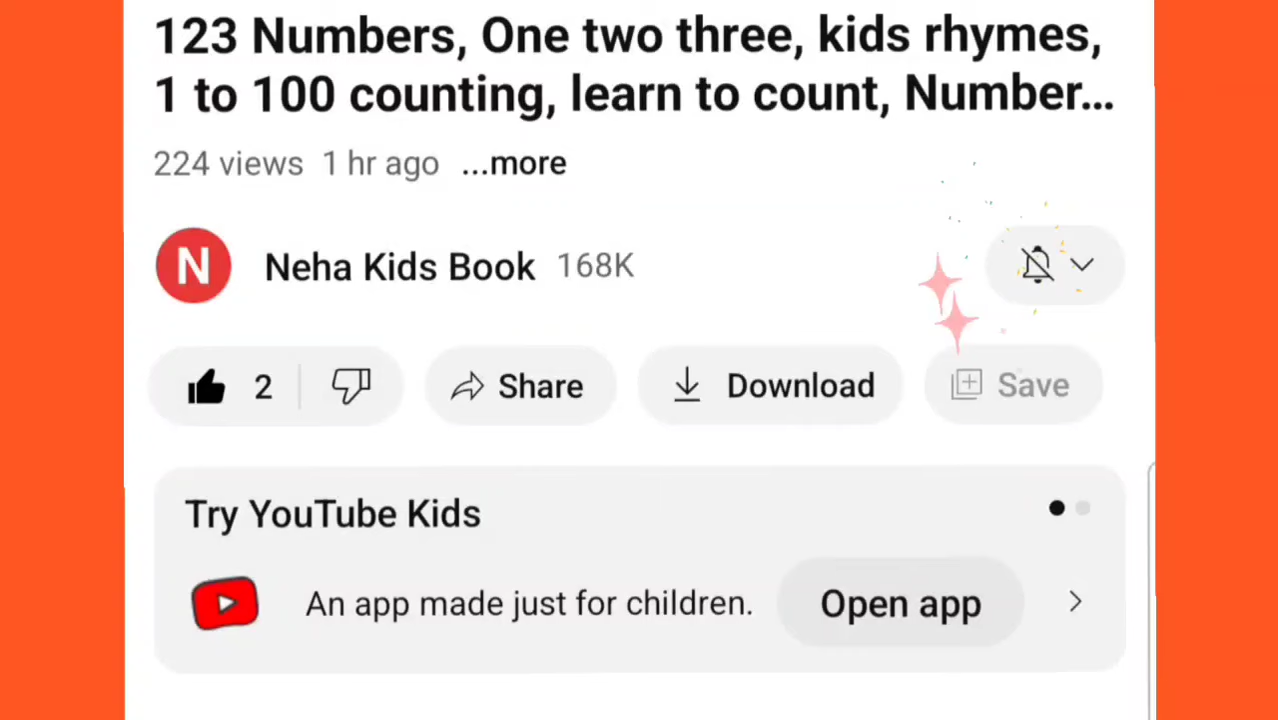 123 Numbers, One two three, kids rhymes,
1 to 100 counting, learn to count, Number...
224 views 1 hr ago ...more
N Neha Kids Book 168K
2 Share Download Save
Try YouTube Kids
An app made just for children. Open app